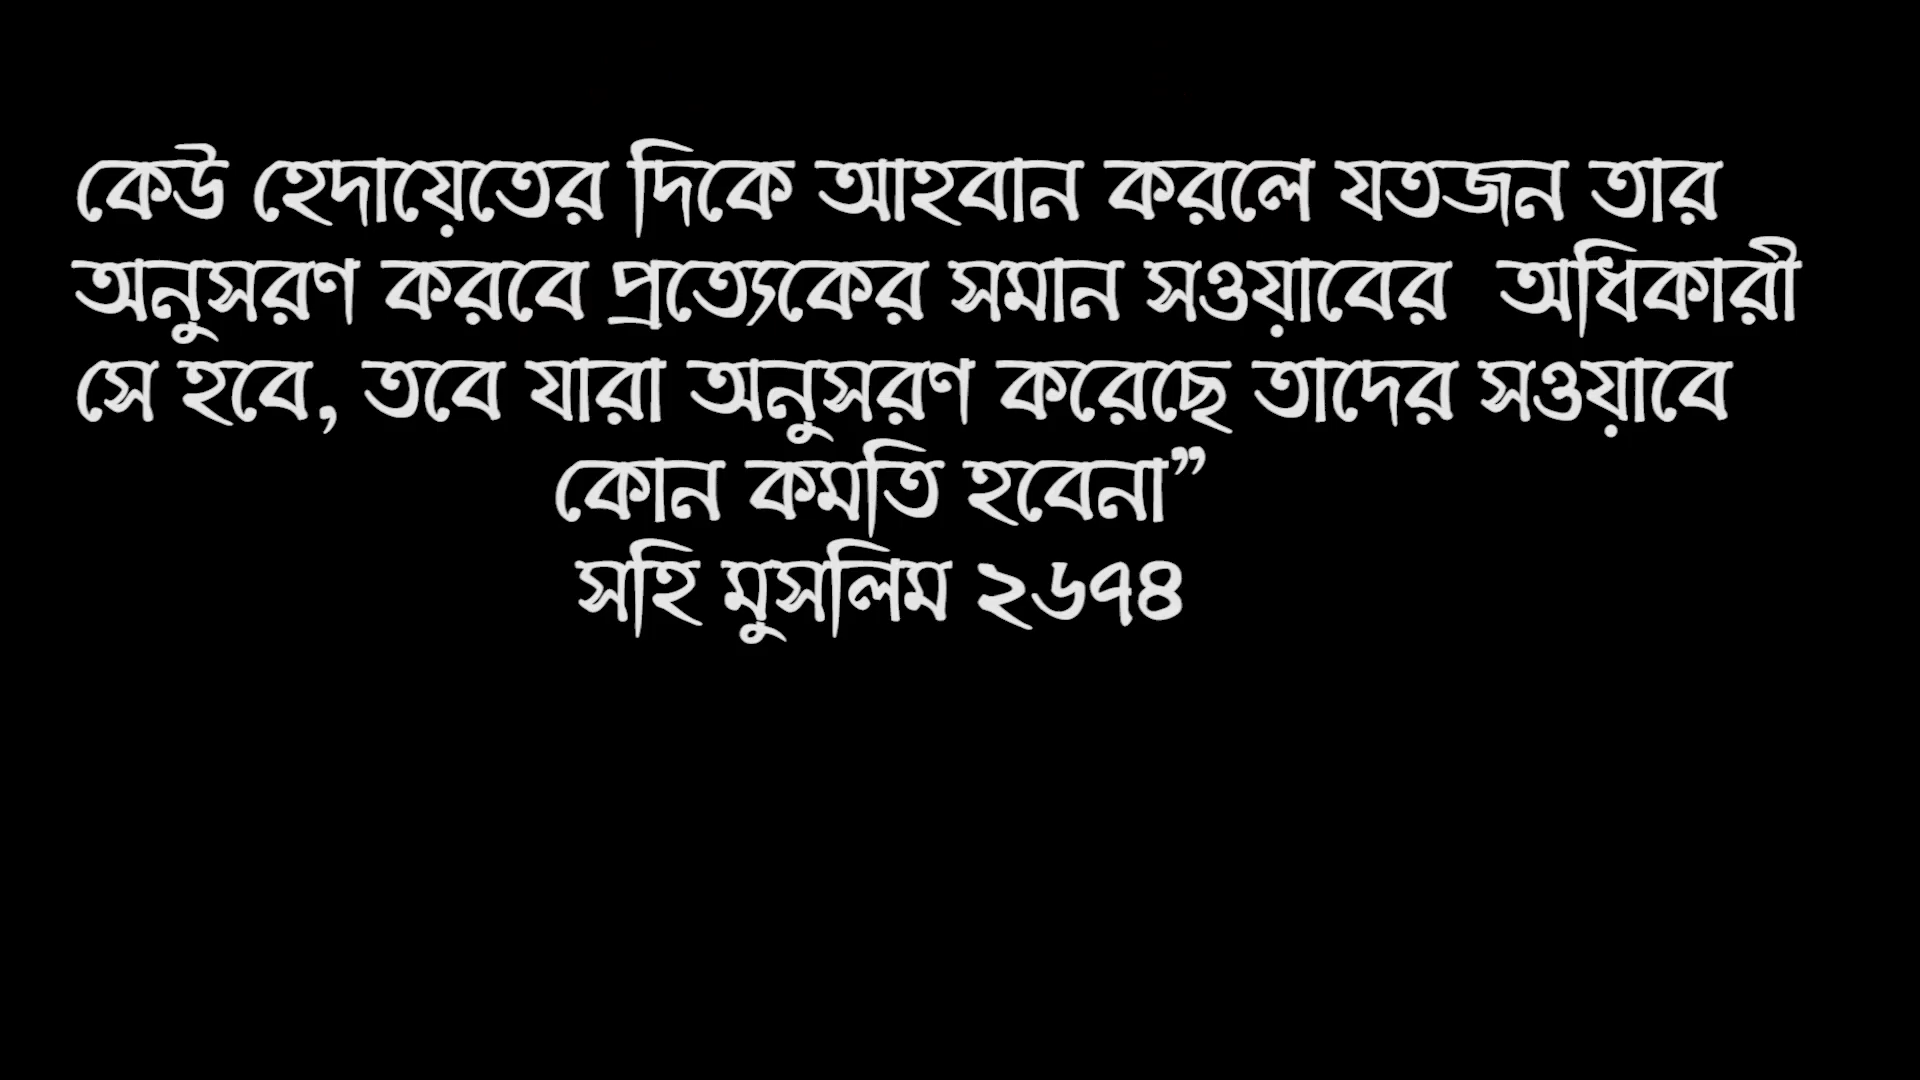 কেউ হেদায়েতের দিকে আহবান করলে যতজন তার
অনুসরণ করবে প্রত্যেকের সমান সওয়াবের  অধিকারী
সে হবে, তবে যারা অনুসরণ করেছে তাদের সওয়াবে
কোন কমতি হবেনা”
সহি মুসলিম ২৬৭৪